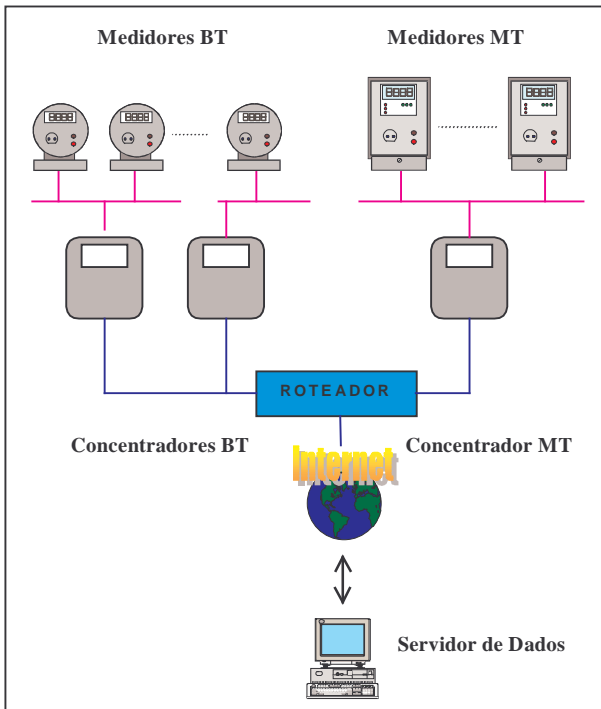 Medidores BT
Medidores MT
ROTEADOR
Concentradores BT
Concentrador MT
Internet
Servidor de Dados